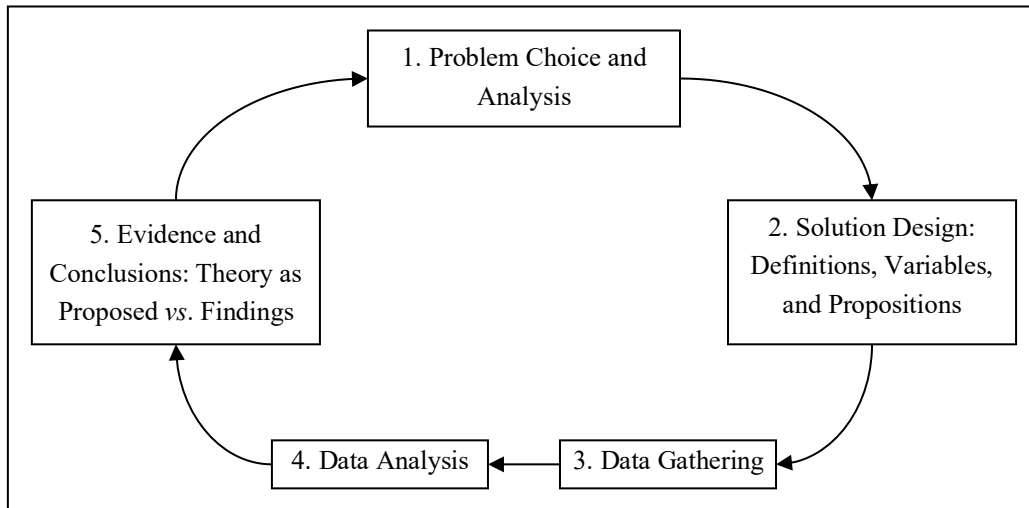 1. Problem Choice and
Analysis
2. Solution Design:
Definitions, Variables,
and Propositions
3. Data Gathering
4. Data Analysis
5. Evidence and
Conclusions: Theory as
Proposed vs. Findings